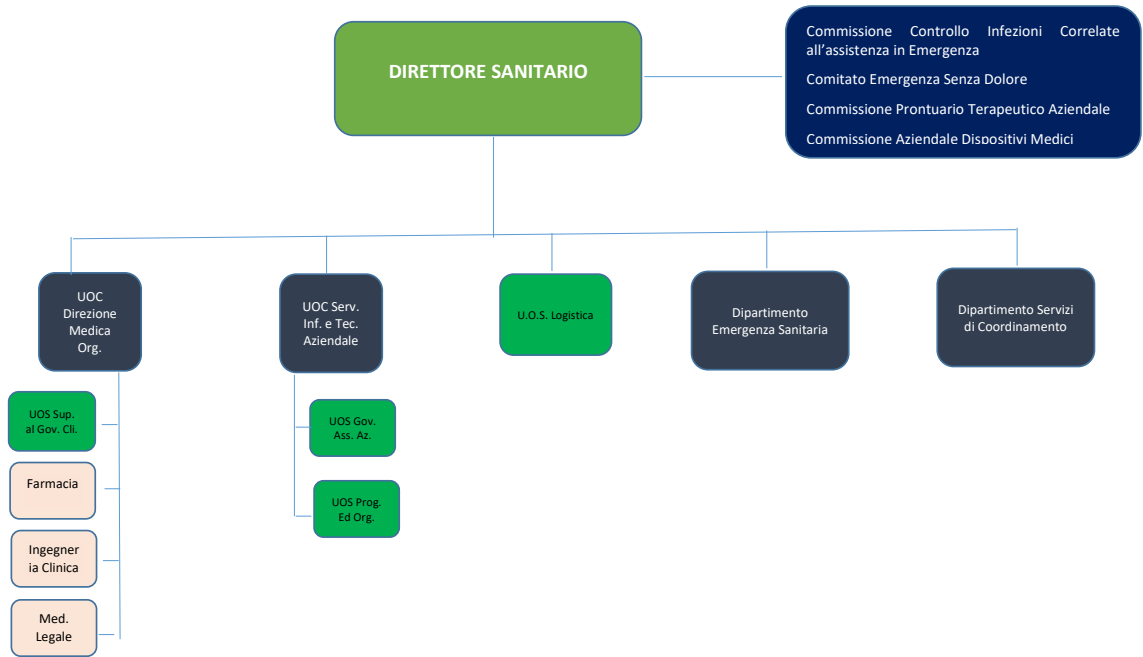 DIRETTORE SANITARIO
Commissione Controllo Infezioni Correlate
all'assistenza in Emergenza
Comitato Emergenza Senza Dolore
Commissione Prontuario Terapeutico Aziendale
Commissione Aziendale Dispositivi Medici
UOC
Direzione
Medica
Org.
UOC Serv.
Inf. e Tec.
Aziendale
U.O.S. Logistica
Dipartimento
Emergenza Sanitaria
Dipartimento Servizi
di Coordinamento
UOS Sup.
al Gov. Cli.
Farmacia
Ingegner
ia Clinica
Med.
Legale
UOS Gov.
Ass. Az.
UOS Prog.
Ed Org.